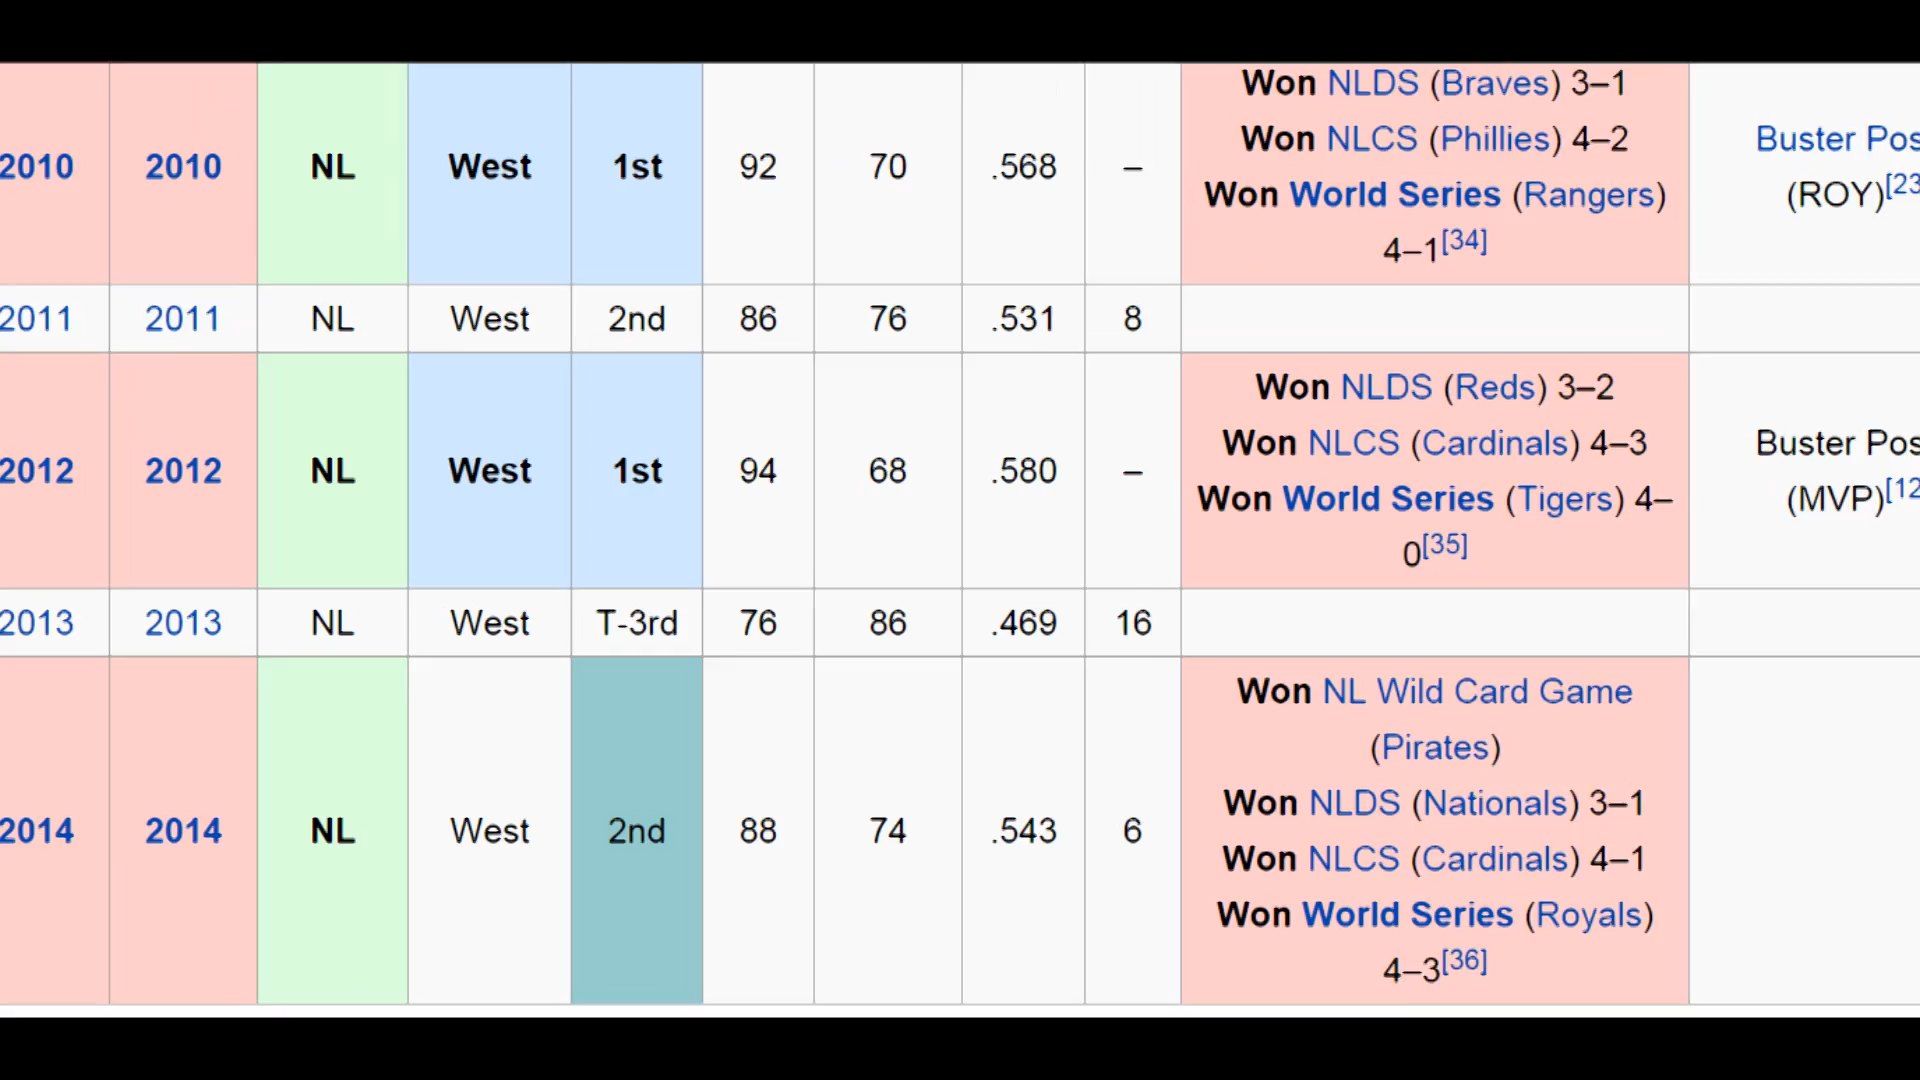 2010 2010 NL West 1st 92 70 .568 – Won NLDS (Braves) 3–1
Won NLCS (Phillies) 4–2
Won World Series (Rangers)
4–1[34]
Buster Pos
(ROY)[23
2011 2011 NL West 2nd 86 76 .531 8
2012 2012 NL West 1st 94 68 .580 – Won NLDS (Reds) 3–2
Won NLCS (Cardinals) 4–3
Won World Series (Tigers) 4–
0[35]
Buster Pos
(MVP)[12
2013 2013 NL West T-3rd 76 86 .469 16
2014 2014 NL West 2nd 88 74 .543 6 Won NL Wild Card Game
(Pirates)
Won NLDS (Nationals) 3–1
Won NLCS (Cardinals) 4–1
Won World Series (Royals)
4–3[36]